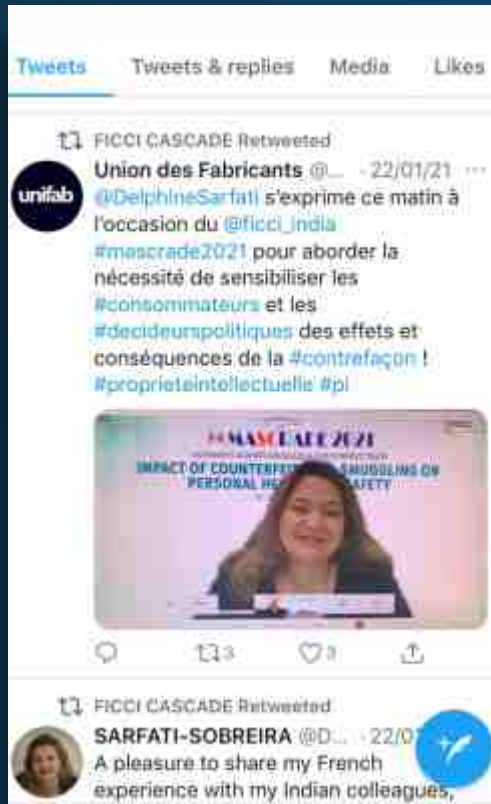 Tweets Tweets & replies Media Likes
FICCI CASCADE Retweeted
unifab
Union des Fabricants @... · 22/01/21 ...
@DelphineSarfati s'exprime ce matin à
l'occasion du @ficci_india
#mascrade2021 pour aborder la
nécessité de sensibiliser les
#consommateurs et les
#decideurspolitiques des effets et
conséquences de la #contrefaçon !
#proprieteintellectuelle #pi
MASCRADE 2021
IMPACT OF SMUGGLING ON
PERSONAL
3
3
FICCI CASCADE Retweeted
SARFATI-SOBREIRA @D... · 22/0
A pleasure to share my French
experience with my Indian colleagues,